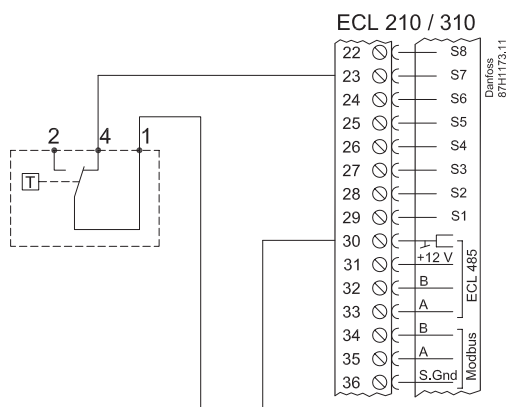 ECL 210 / 310
22 S8
23 S7
24 S6
25 S5
26 S4
27 S3
28 S2
29 S1
30
31 +12 V
32 B
33 A
34 B
35 A
36 S.Gnd
ECL 485
Modbus
Danfoss
87H1173.11
2 4 1
T